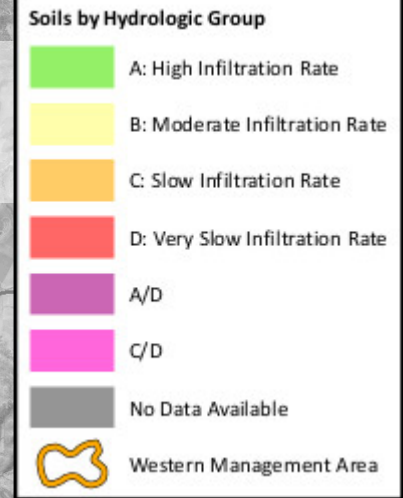 Soils by Hydrologic Group
A: High Infiltration Rate
B: Moderate Infiltration Rate
C: Slow Infiltration Rate
D: Very Slow Infiltration Rate
A/D
C/D
No Data Available
Western Management Area